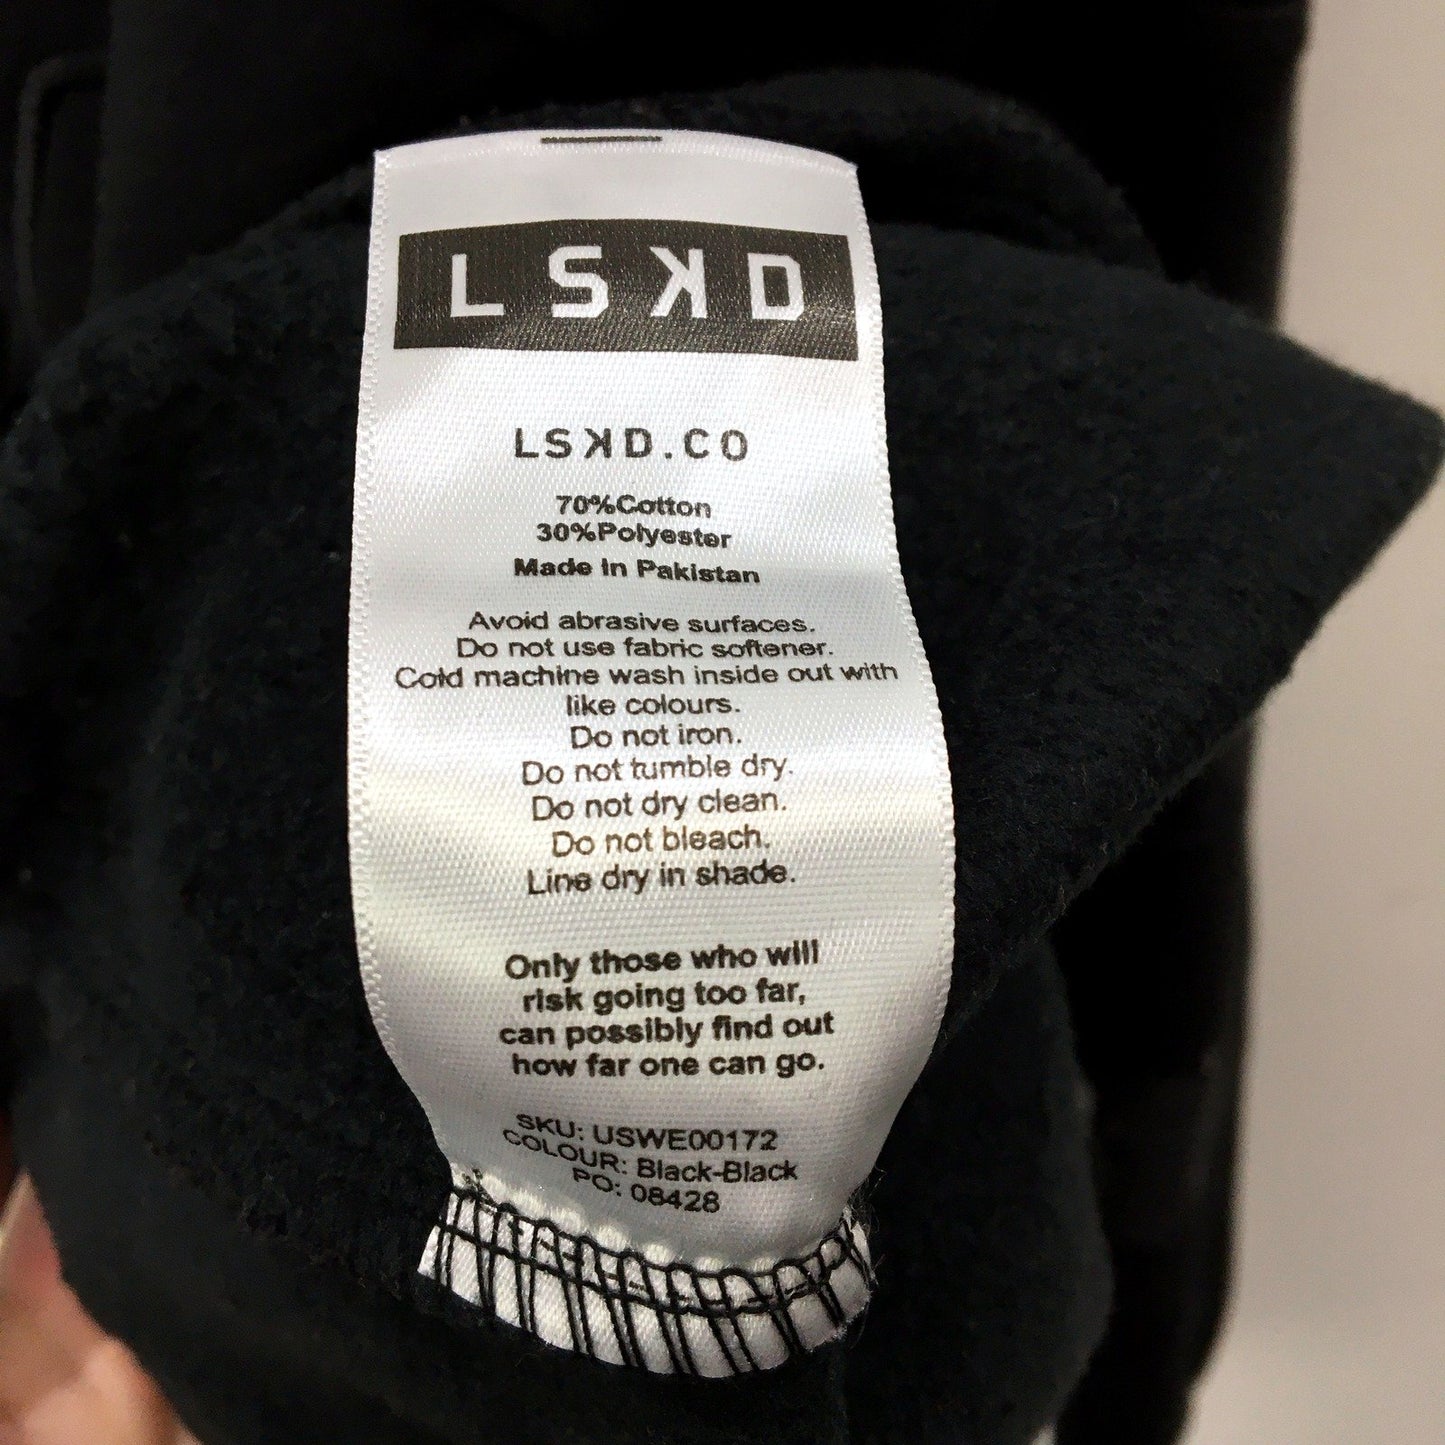 LSKD
LSKD.CO
70%Cotton
30%Polyester
Made In Pakistan
Avoid abrasive surfaces.
Do not use fabric softener.
Cold machine wash inside out with
like colours.
Do not iron.
Do not tumble dry.
Do not dry clean.
Do not bleach.
Line dry in shade.
Only those who will
risk going too far,
can possibly find out
how far one can go.
SKU: USWE00172
COLOUR: Black-Black
PO: 08428